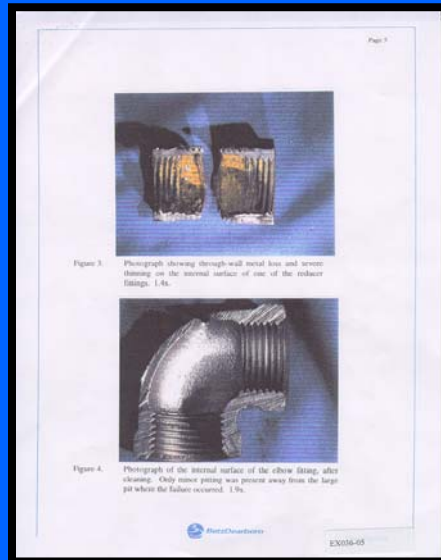 Page 3
Figure 3.
Photograph showing through-wall metal loss and severe
thinning on the internal surface of one of the reducer
fittings. 1.4x.
Figure 4.
Photograph of the internal surface of the elbow fitting, after
cleaning. Only minor pitting was present away from the large
pit where the failure occurred. 1.9x.
BetzDearborn
EX036-05